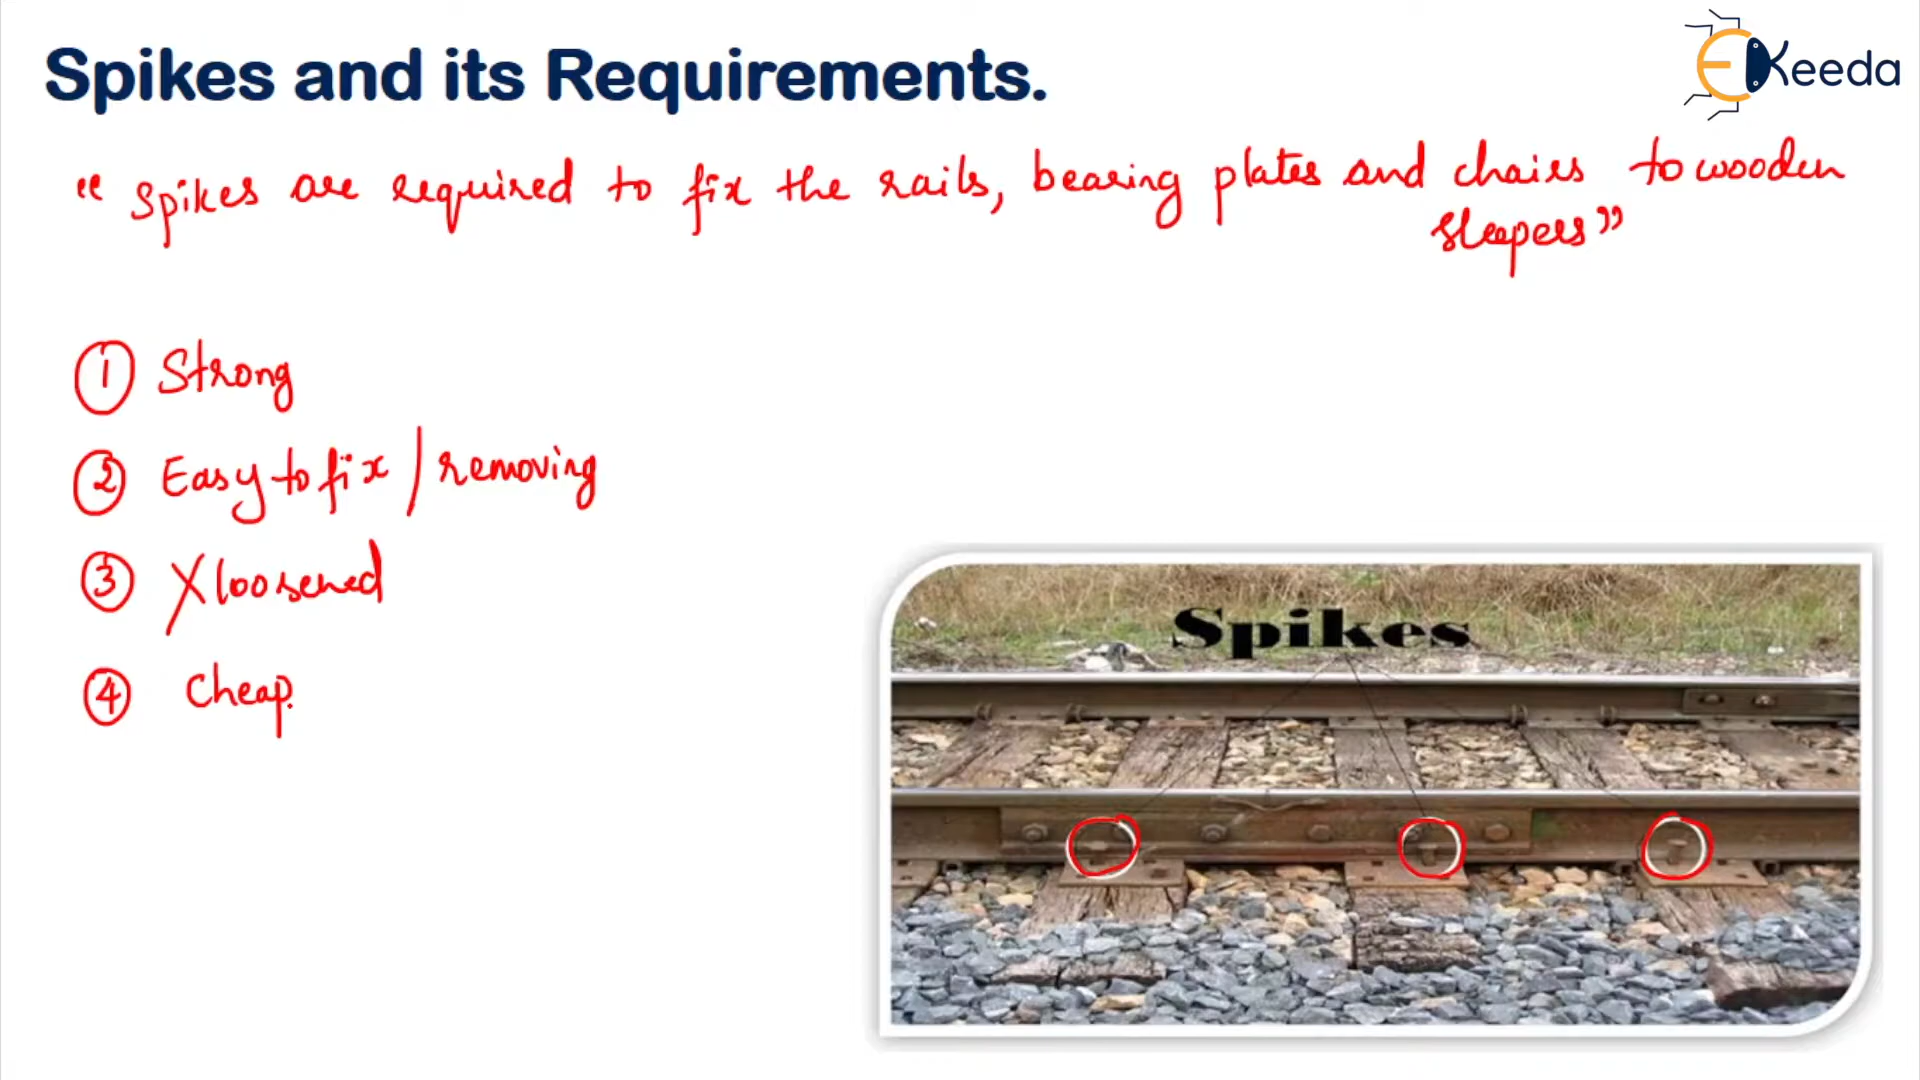 Spikes and its Requirements.
EKeeda
“ Spikes are required to fix the rails, bearing plates and chairs to wooden
sleepers”
① Strong
② Easy to fix / removing
③ X loosened
④ Cheap.
Spikes